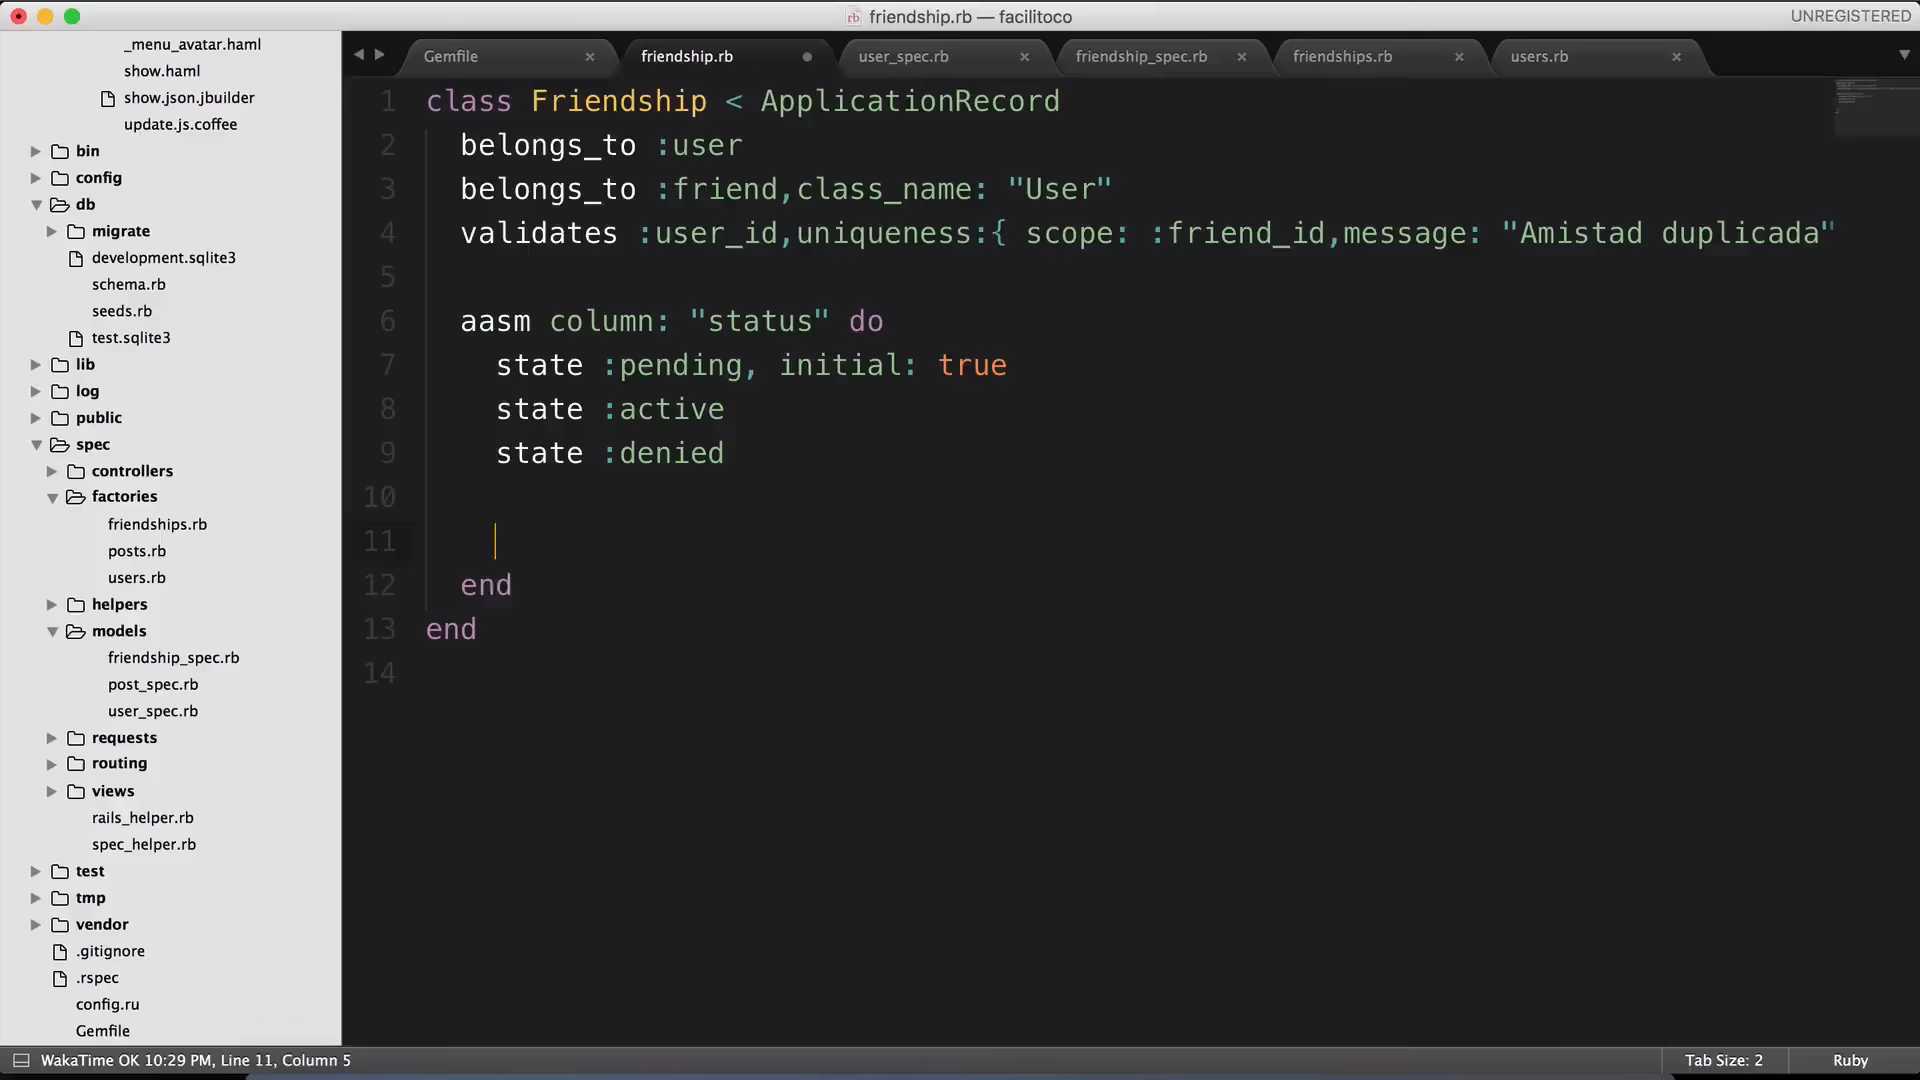 friendship.rb — facilitoco
UNREGISTERED
_menu_avatar.haml
show.haml
show.json.jbuilder
update.js.coffee
bin
config
db
migrate
development.sqlite3
schema.rb
seeds.rb
test.sqlite3
lib
log
public
spec
controllers
factories
friendships.rb
posts.rb
users.rb
helpers
models
friendship_spec.rb
post_spec.rb
user_spec.rb
requests
routing
views
rails_helper.rb
spec_helper.rb
test
tmp
vendor
.gitignore
.rspec
config.ru
Gemfile
Gemfile friendship.rb user_spec.rb friendship_spec.rb friendships.rb users.rb
1 class Friendship < ApplicationRecord
2 belongs_to :user
3 belongs_to :friend,class_name: "User"
4 validates :user_id,uniqueness:{ scope: :friend_id,message: "Amistad duplicada"
5
6 aasm column: "status" do
7 state :pending, initial: true
8 state :active
9 state :denied
10
11
12 end
13 end
14
WakaTime OK 10:29 PM, Line 11, Column 5
Tab Size: 2
Ruby